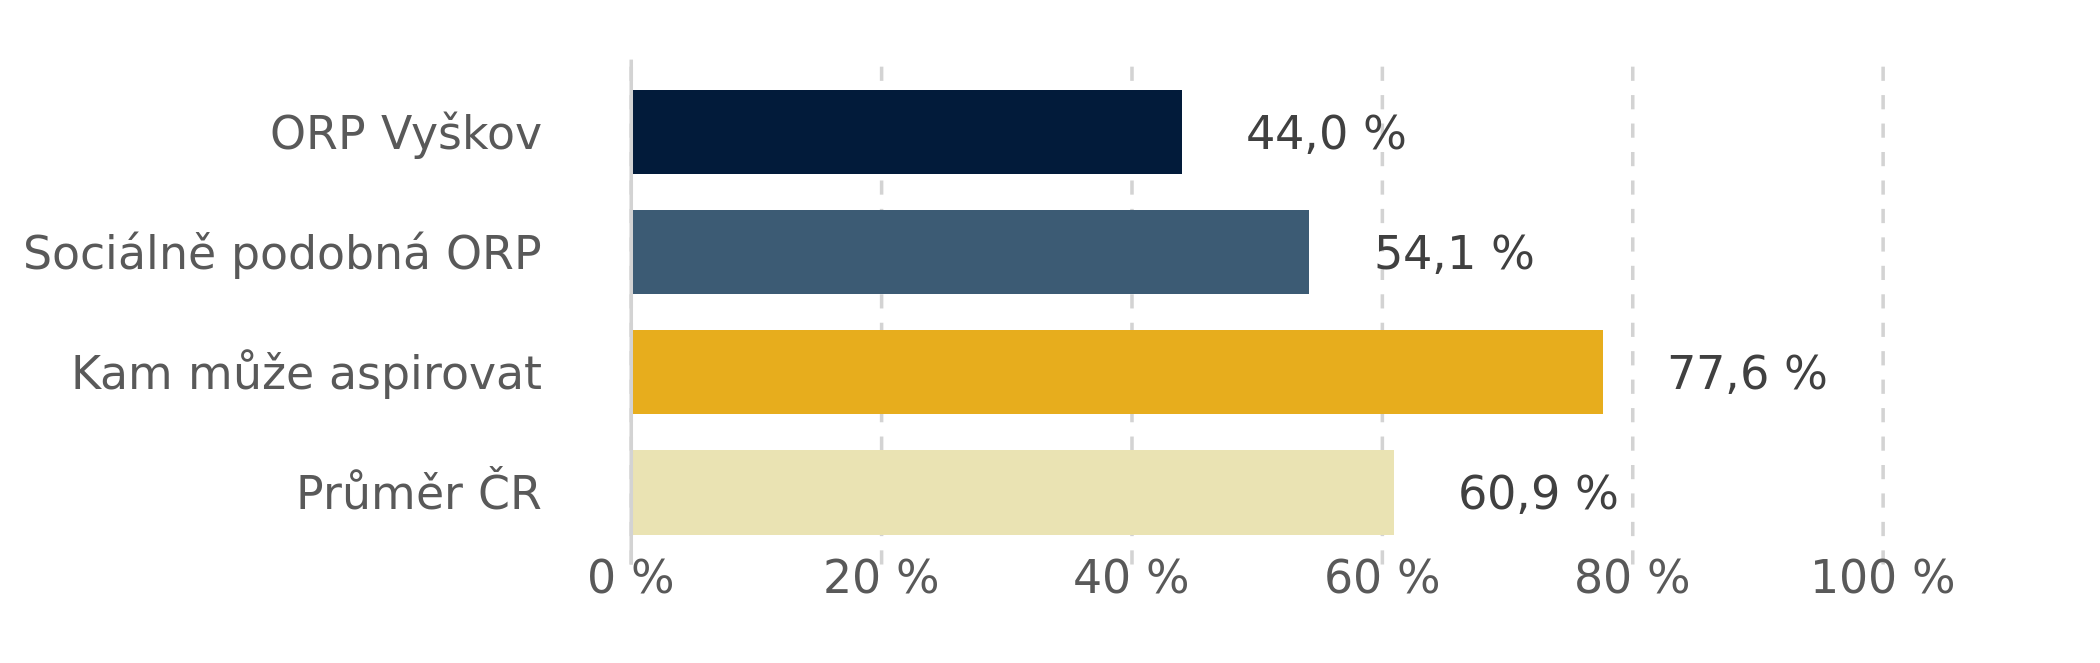 ORP Vyškov 44,0 %
Sociálně podobná ORP 54,1 %
Kam může aspirovat 77,6 %
Průměr ČR 60,9 %
0 % 20 % 40 % 60 % 80 % 100 %